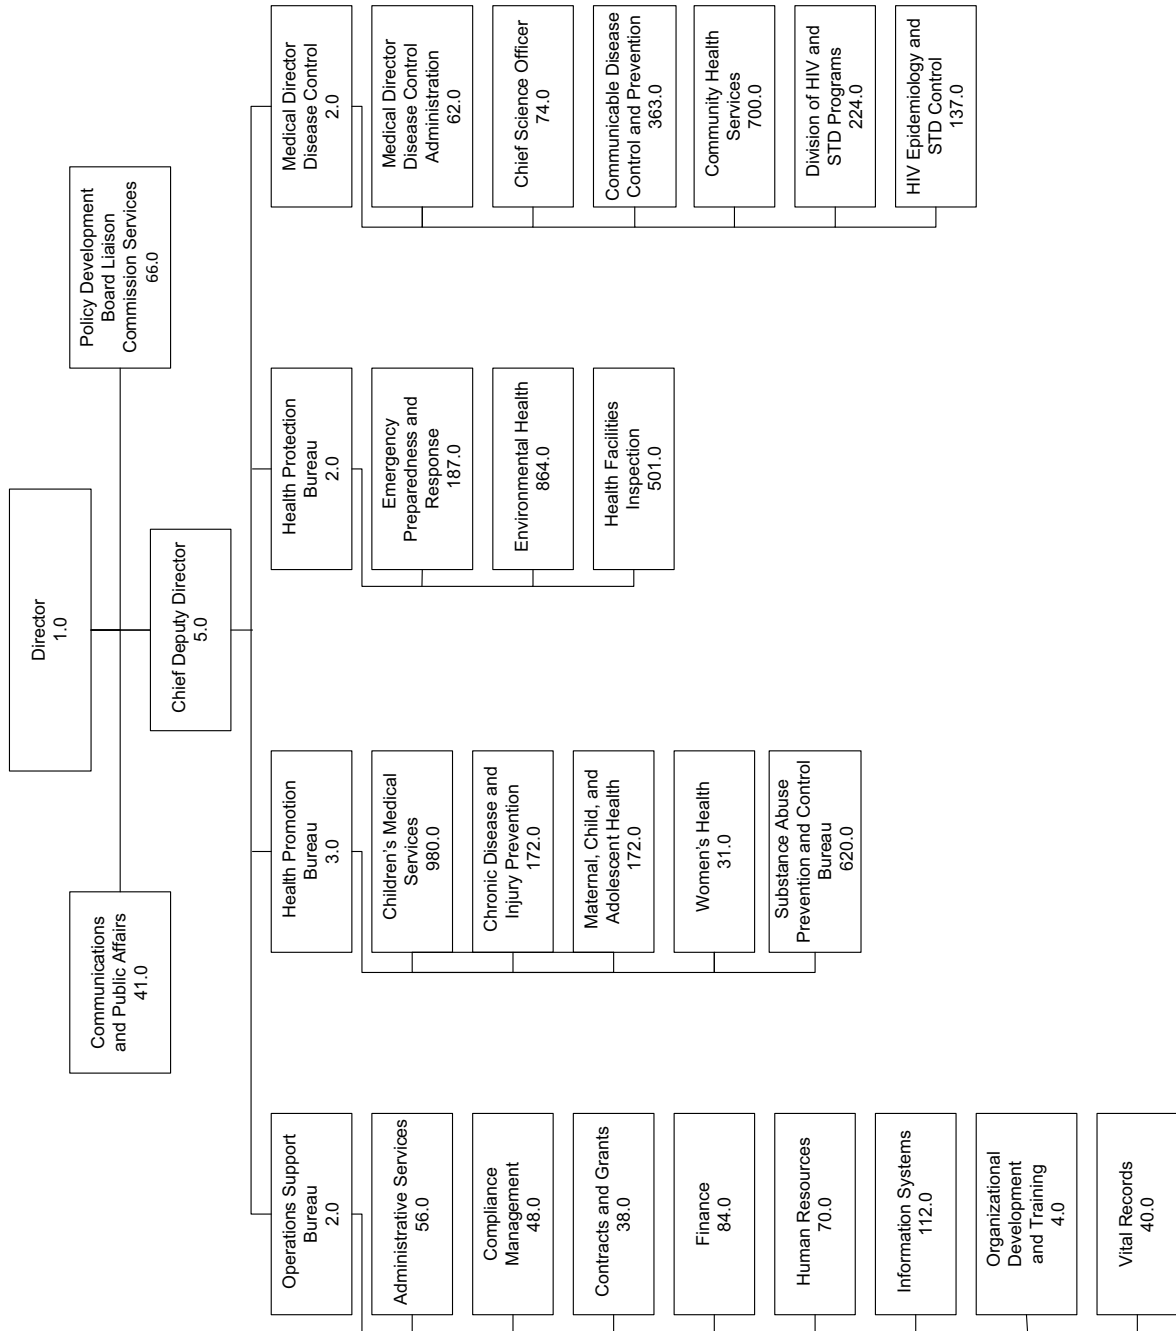 Director
1.0
Communications
and Public Affairs
41.0
Policy Development
Board Liaison
Commission Services
66.0
Chief Deputy Director
5.0
Operations Support
Bureau
2.0
Administrative Services
56.0
Compliance
Management
48.0
Contracts and Grants
38.0
Finance
84.0
Human Resources
70.0
Information Systems
112.0
Organizational
Development
and Training
4.0
Vital Records
40.0
Health Promotion
Bureau
3.0
Children's Medical
Services
980.0
Chronic Disease and
Injury Prevention
172.0
Maternal, Child, and
Adolescent Health
172.0
Women's Health
31.0
Substance Abuse
Prevention and Control
Bureau
620.0
Health Protection
Bureau
2.0
Emergency
Preparedness and
Response
187.0
Environmental Health
864.0
Health Facilities
Inspection
501.0
Medical Director
Disease Control
2.0
Medical Director
Disease Control
Administration
62.0
Chief Science Officer
74.0
Communicable Disease
Control and Prevention
363.0
Community Health
Services
700.0
Division of HIV and
STD Programs
224.0
HIV Epidemiology and
STD Control
137.0